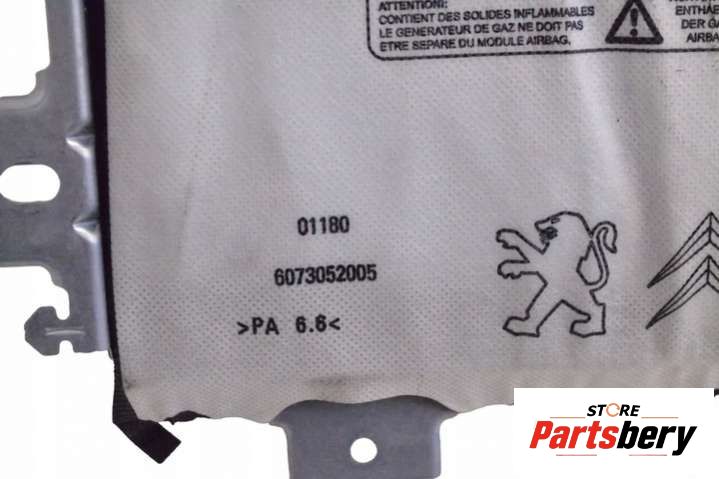 ATTENTION:
CONTIENT DES SOLIDES INFLAMMABLES
LE GENERATEUR DE GAZ NE DOIT PAS
ETRE SEPARE DU MODULE AIRBAG.
ENTHAE
DER GA
AIRBA
01180
6073052005
>PA 6.6<
STORE
Partsbery